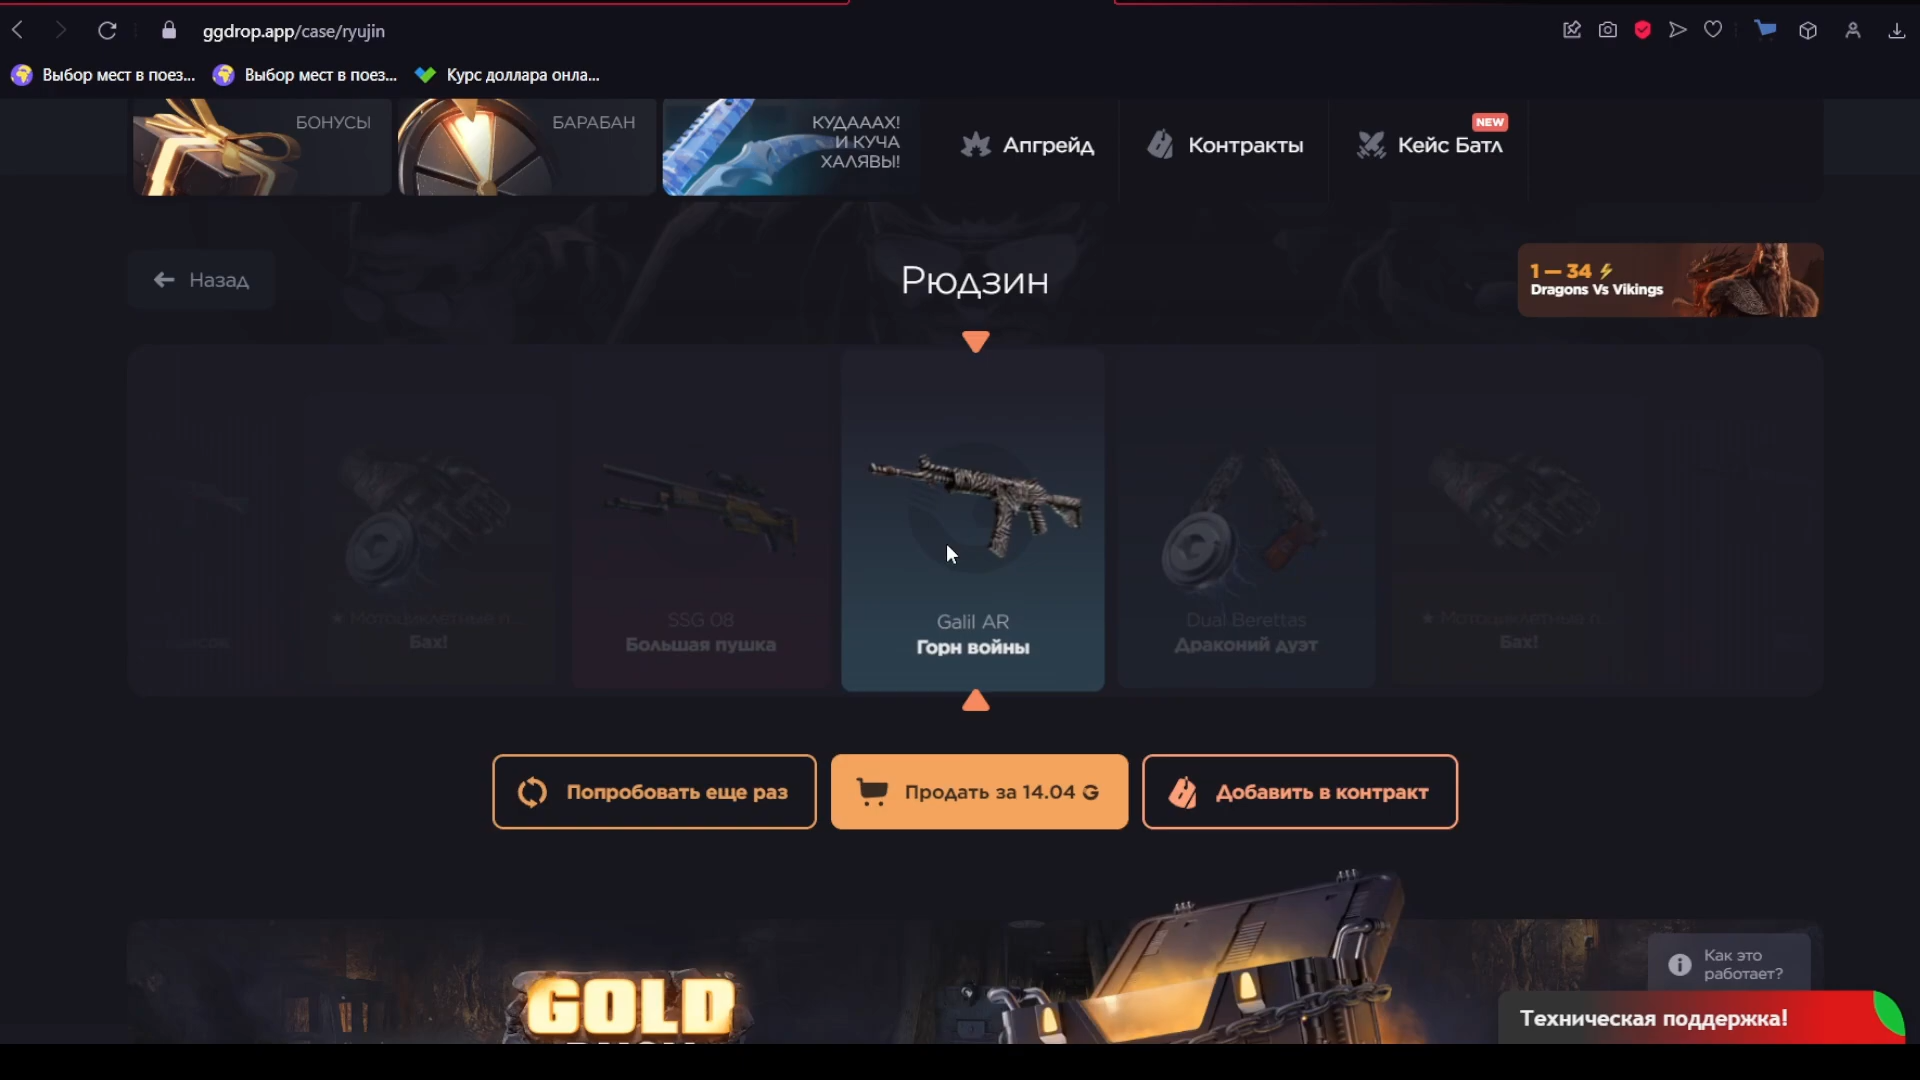 ggdrop.app/case/ryujin
Выбор мест в поез...
Выбор мест в поез...
Курс доллара онла...
БОНУСЫ
БАРАБАН
КУДАААХ!
И КУЧА
ХАЛЯВЫ!
Апгрейд
Контракты
NEW
Кейс Батл
Назад
Рюдзин
1 — 34
Dragons Vs Vikings
★ Мотоциклетные п...
Бах!
SSG 08
Большая пушка
Galil AR
Горн войны
Dual Berettas
Драконий дуэт
★ Мотоциклетные п...
Бах!
Попробовать еще раз
Продать за 14.04 G
Добавить в контракт
GOLD
Как это
работает?
Техническая поддержка!